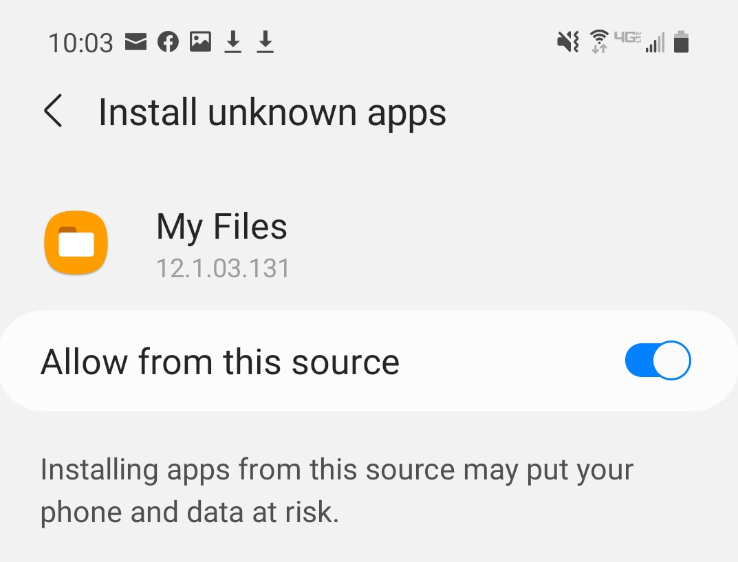 10:03 4GE
Install unknown apps
My Files
12.1.03.131
Allow from this source
Installing apps from this source may put your
phone and data at risk.